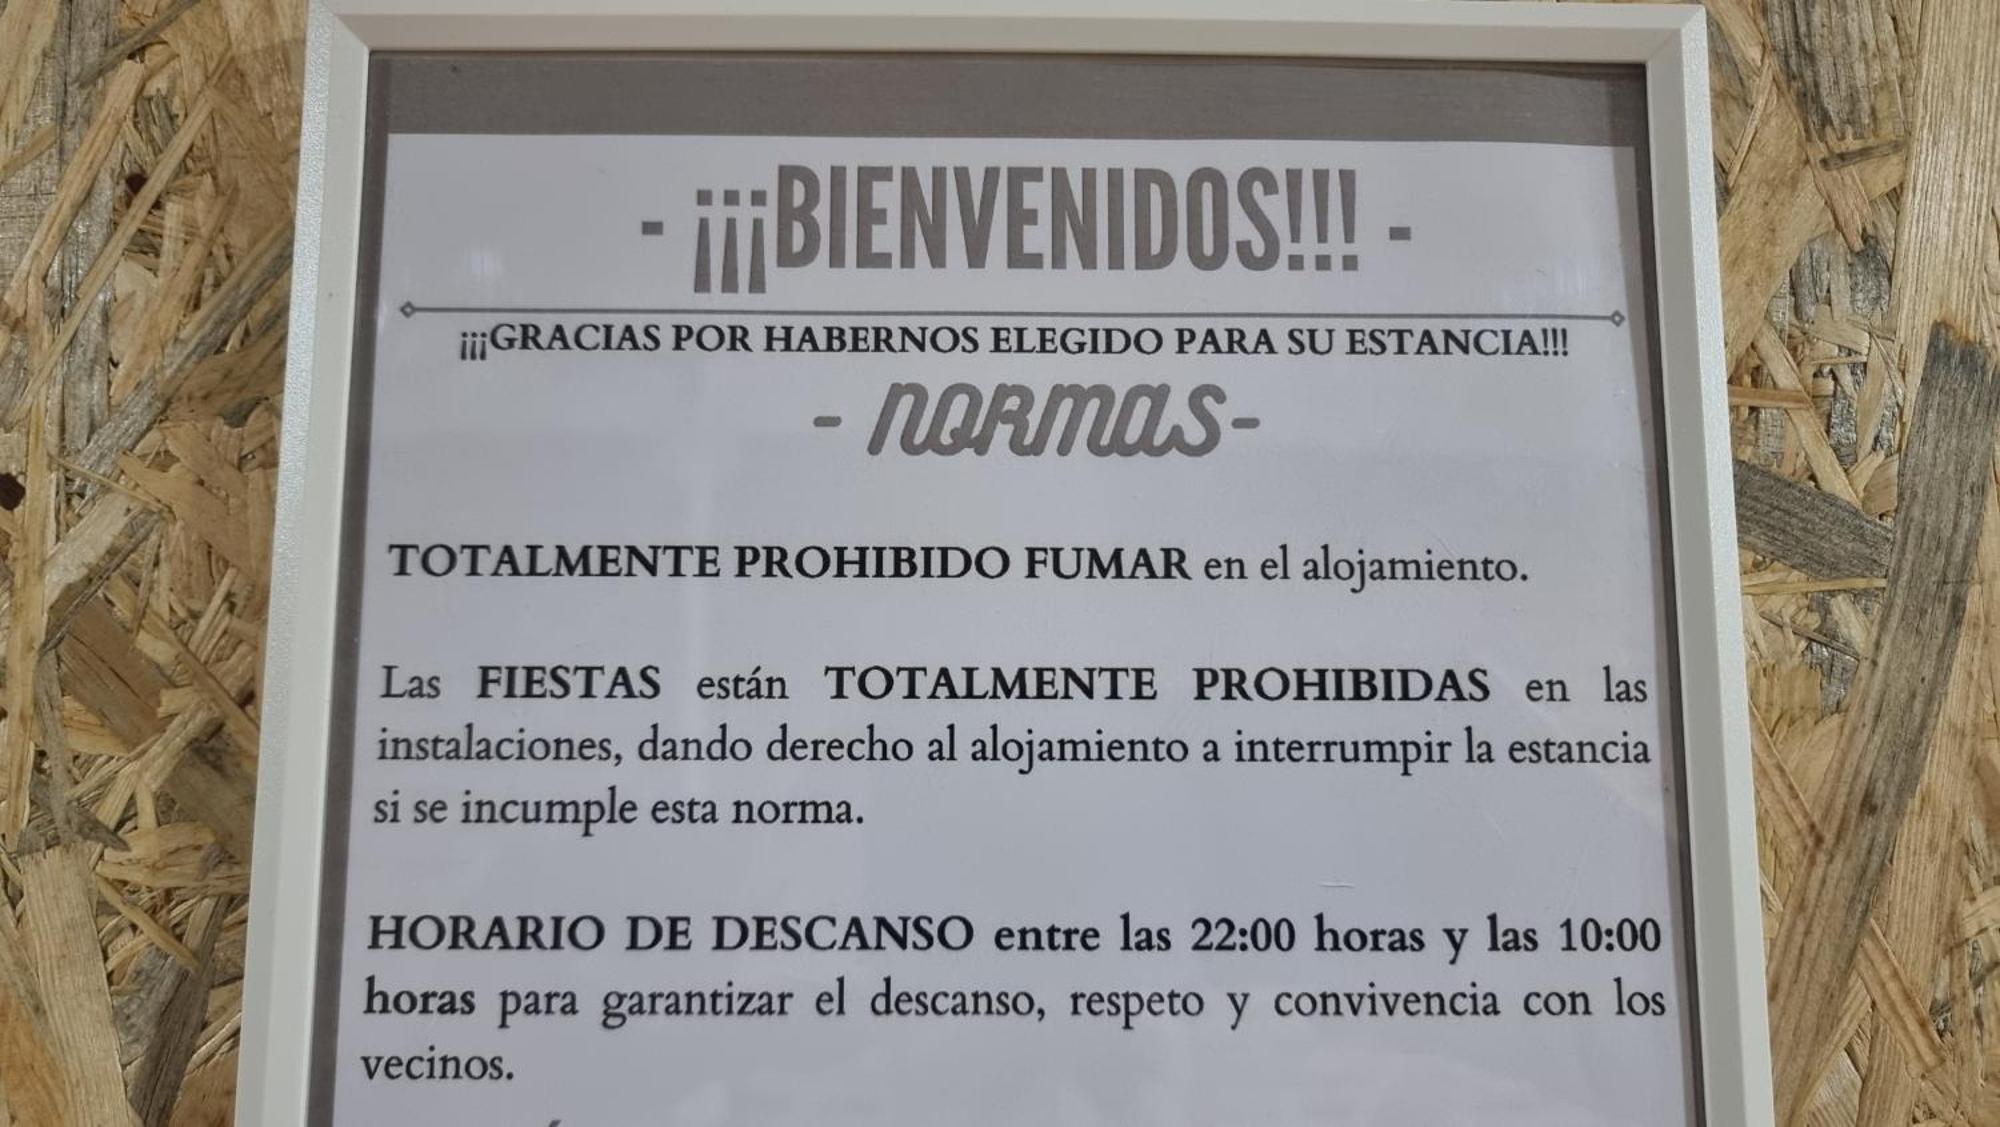 - ¡¡¡BIENVENIDOS!!! -
¡¡¡GRACIAS POR HABERNOS ELEGIDO PARA SU ESTANCIA!!!
- NORMAS-
TOTALMENTE PROHIBIDO FUMAR en el alojamiento.
Las FIESTAS están TOTALMENTE PROHIBIDAS en las
instalaciones, dando derecho al alojamiento a interrumpir la estancia
si se incumple esta norma.
HORARIO DE DESCANSO entre las 22:00 horas y las 10:00
horas para garantizar el descanso, respeto y convivencia con los
vecinos.